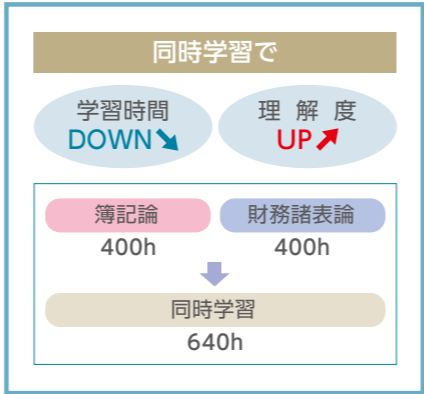 同時学習で
学習時間
DOWN↘
理解度
UP↗
簿記論
財務諸表論
400h
400h
同時学習
640h